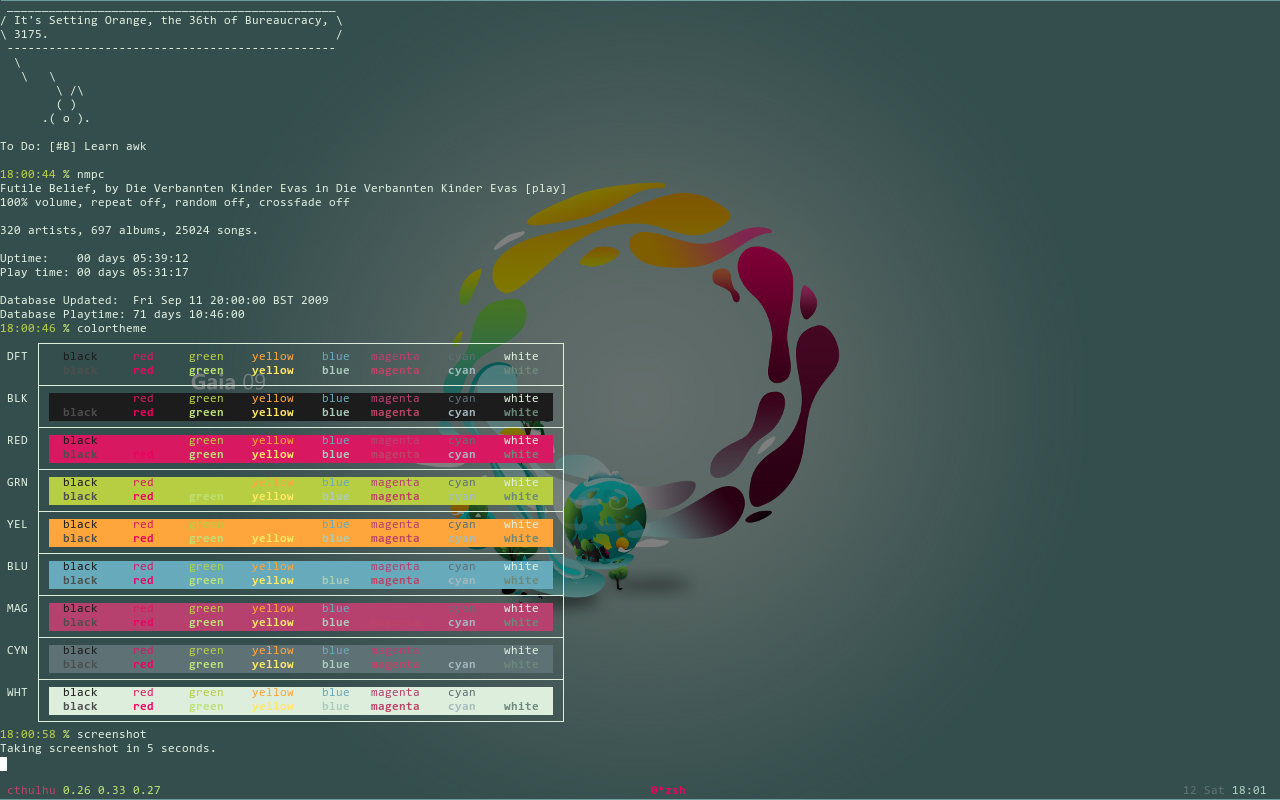 _______________________________________________
/ It's Setting Orange, the 36th of Bureaucracy, \
\ 3175.                                         /
 -----------------------------------------------
  \
   \   \
        \ /\
        ( )
      .( o ).
To Do: [#B] Learn awk
18:00:44 % nmpc
Futile Belief, by Die Verbannten Kinder Evas in Die Verbannten Kinder Evas [play]
100% volume, repeat off, random off, crossfade off
320 artists, 697 albums, 25024 songs.
Uptime:    00 days 05:39:12
Play time: 00 days 05:31:17
Database Updated:  Fri Sep 11 20:00:00 BST 2009
Database Playtime: 71 days 10:46:00
18:00:46 % colortheme
DFT black red green yellow blue magenta cyan white
black red green yellow blue magenta cyan white
Gaia 09
BLK red green yellow blue magenta cyan white
black red green yellow blue magenta cyan white
RED black green yellow blue magenta cyan white
black red green yellow blue magenta cyan white
GRN black red yellow blue magenta cyan white
black red green yellow blue magenta cyan white
YEL black red green blue magenta cyan white
black red green yellow blue magenta cyan white
BLU black red green yellow magenta cyan white
black red green yellow blue magenta cyan white
MAG black red green yellow blue cyan white
black red green yellow blue cyan white
CYN black red green yellow blue magenta white
black red green yellow blue magenta cyan white
WHT black red green yellow blue magenta cyan
black red green yellow blue magenta cyan white
18:00:58 % screenshot
Taking screenshot in 5 seconds.
cthulhu 0.26 0.33 0.27 0*zsh 12 Sat 18:01